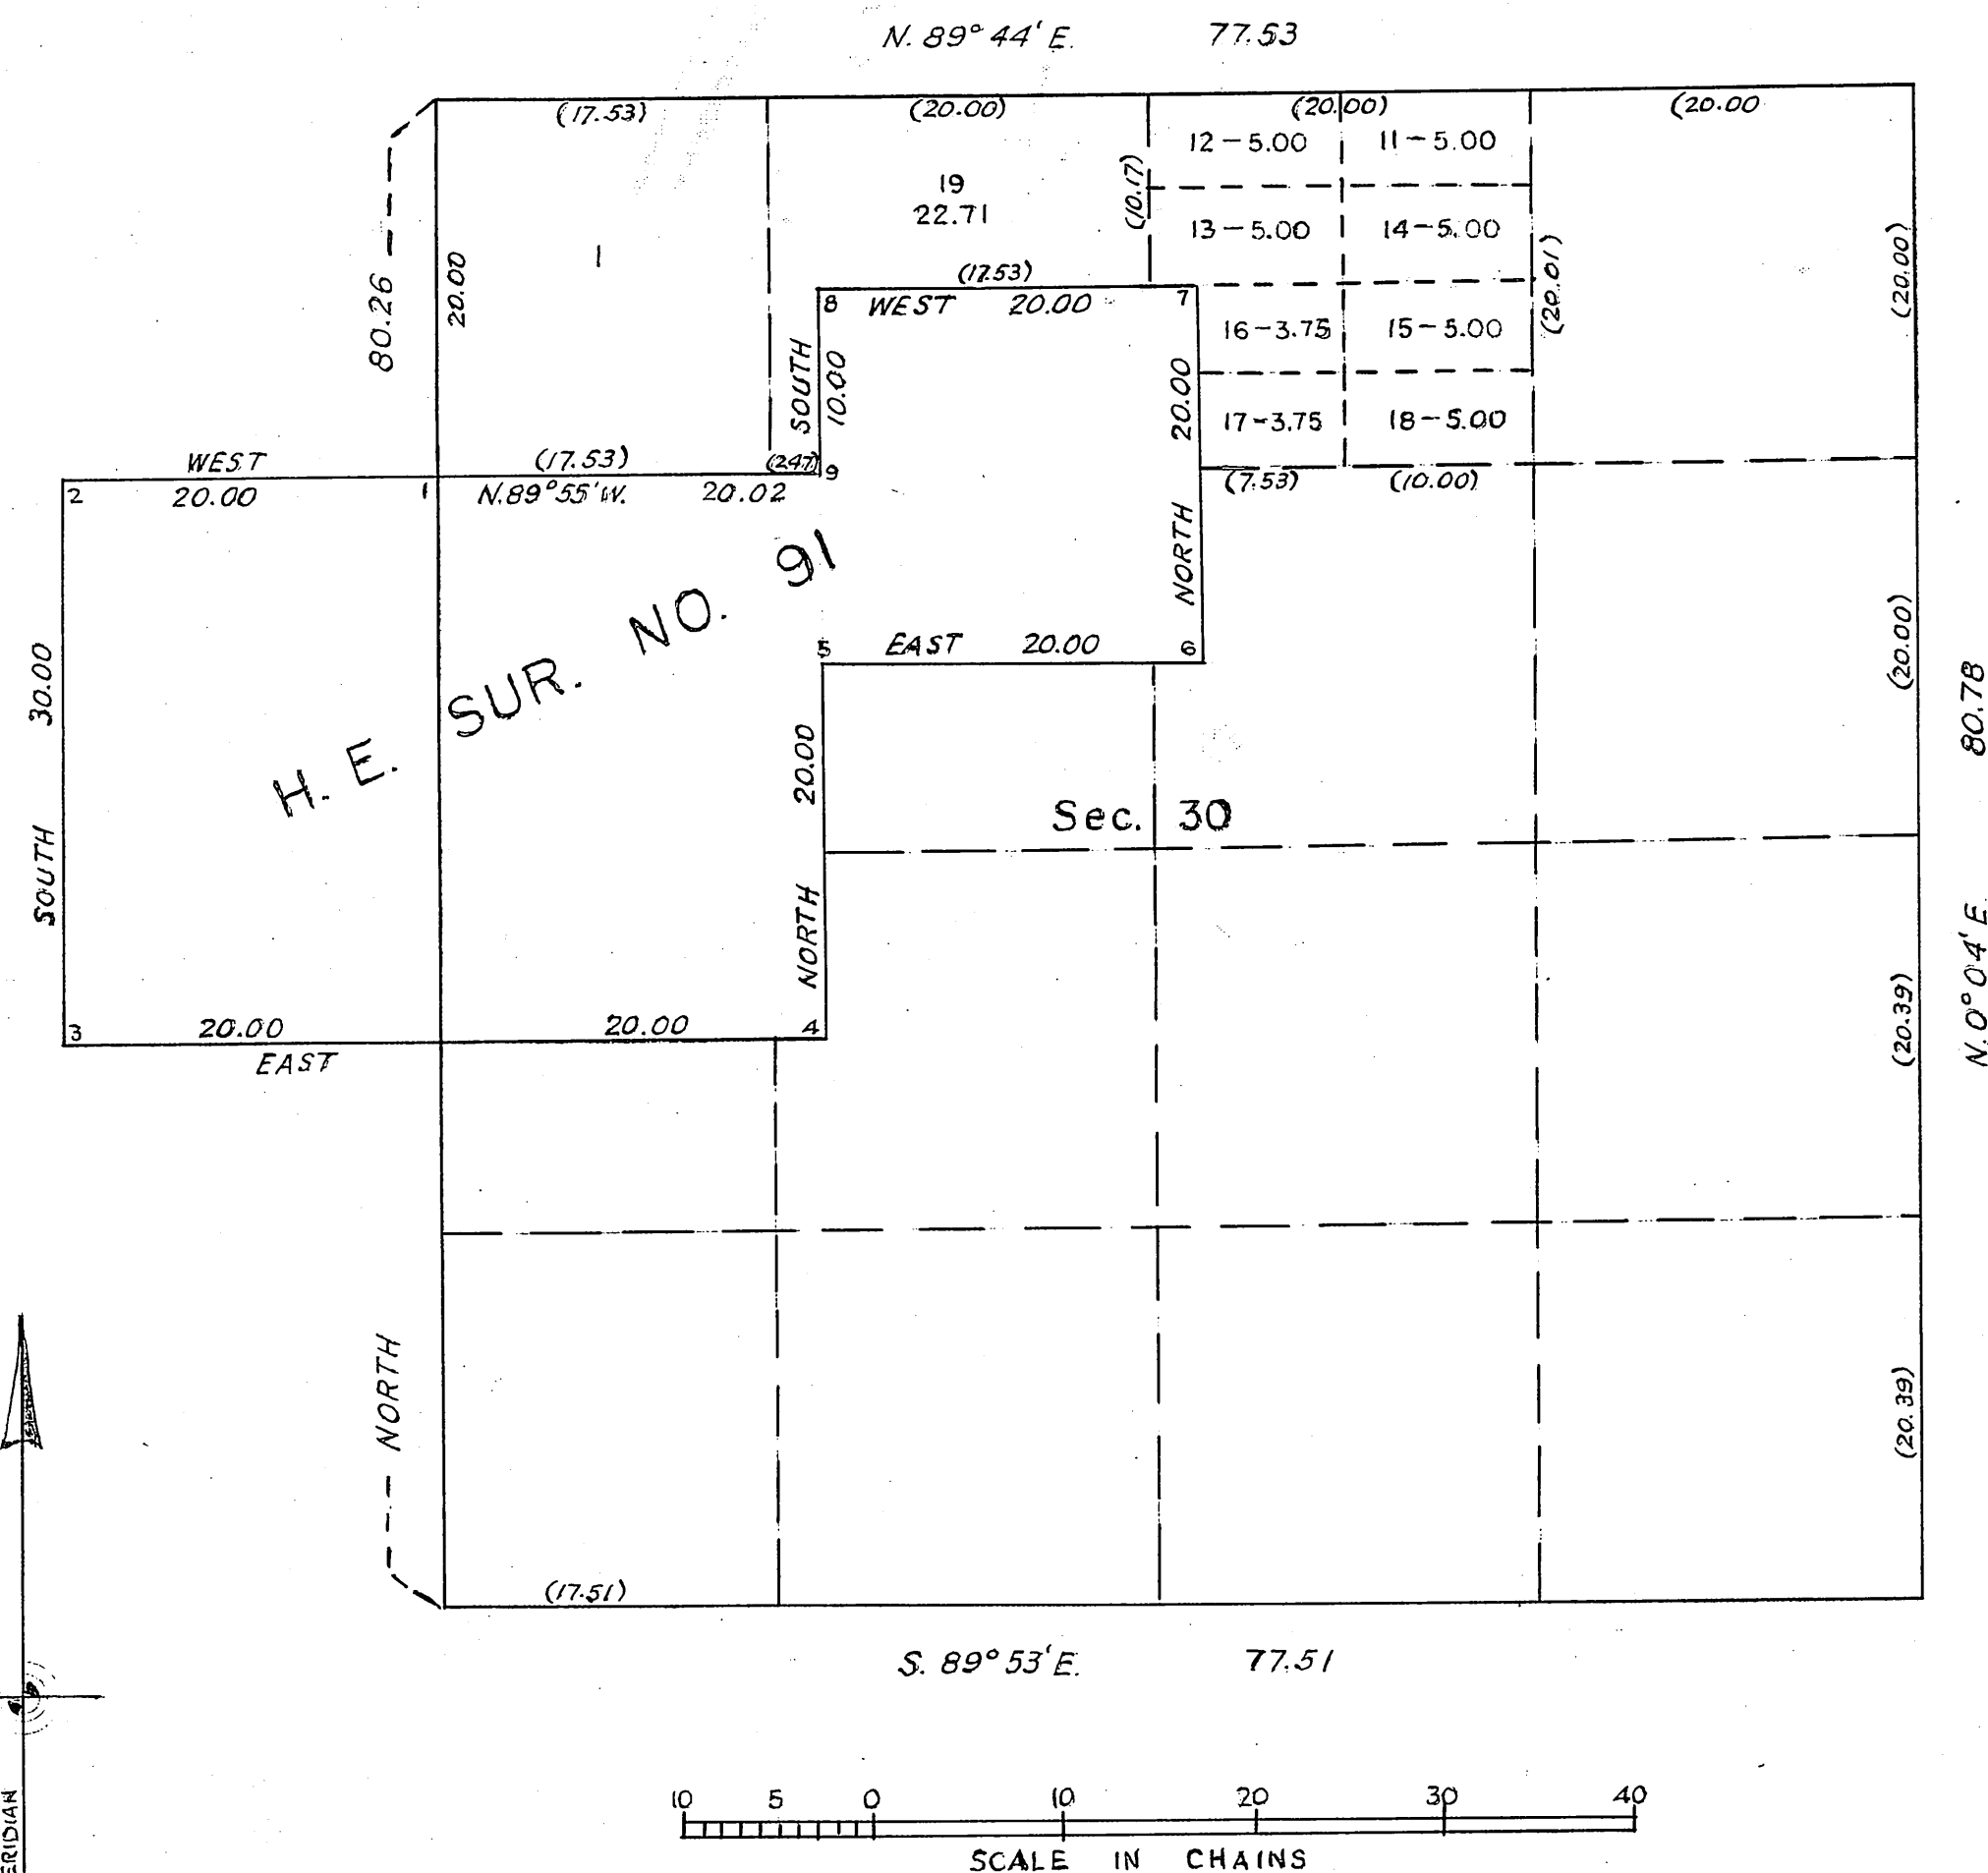 N. 89° 44' E. 77.53
(17.53) (20.00) (20.00) (20.00
12-5.00 11-5.00
19
22.71
(10.17)
13-5.00 14-5.00
80.26
20.00
1
(17.53)
8 WEST 20.00 7
16-3.75 15-5.00
(20.01)
(20.00)
SOUTH 10.00
20.00
17-3.75 18-5.00
WEST (17.53) (247) 9
2 20.00 1 N.89°55'W. 20.02
(7.53) (10.00)
NORTH
H. E. SUR. NO. 91
5 EAST 20.00 6
(20.00)
SOUTH 30.00
NORTH 20.00
Sec. 30
N. 0° 04' E. 80.78
3 20.00 20.00 4
EAST
(20.39)
NORTH
(20.39)
(17.51)
S. 89° 53' E. 77.51
10 5 0 10 20 30 40
SCALE IN CHAINS
ERIDIAN